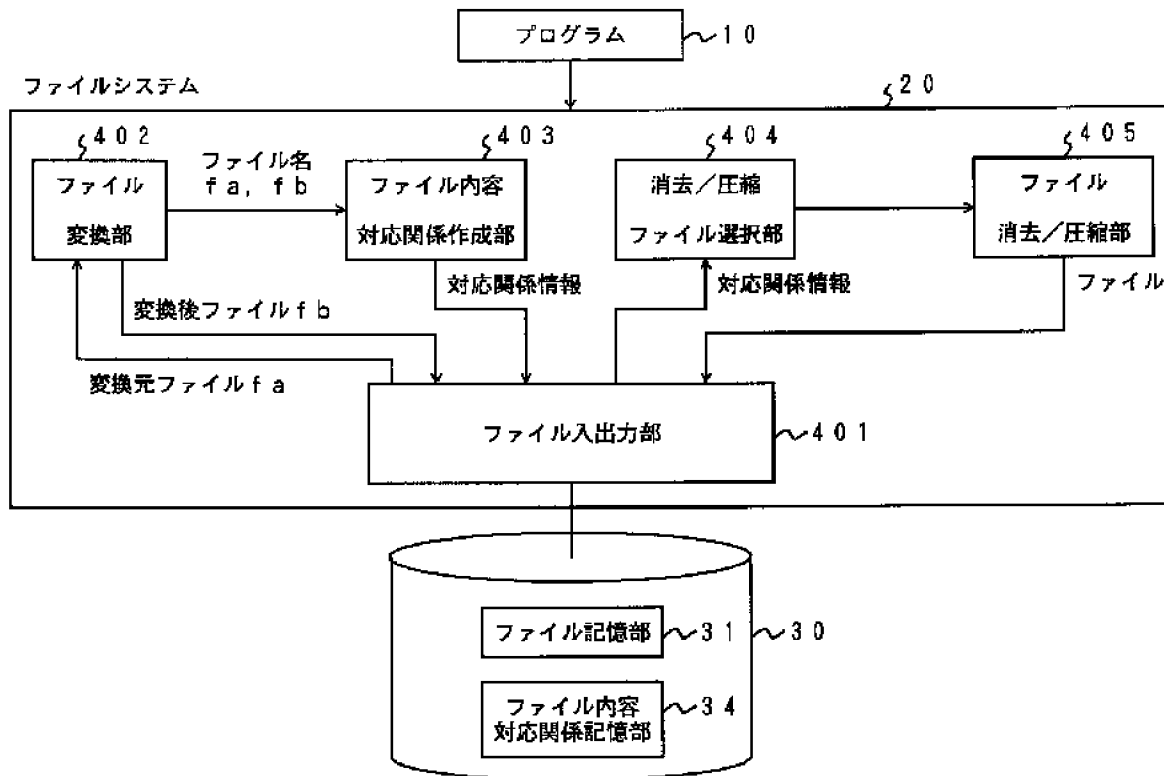 プログラム
10
ファイルシステム
20
402
403
404
405
ファイル
変換部
ファイル名
fa, fb
ファイル内容
対応関係作成部
消去／圧縮
ファイル選択部
ファイル
消去／圧縮部
対応関係情報
対応関係情報
ファイル
変換後ファイルfb
変換元ファイルfa
ファイル入出力部
401
ファイル記憶部
31
30
ファイル内容
対応関係記憶部
34